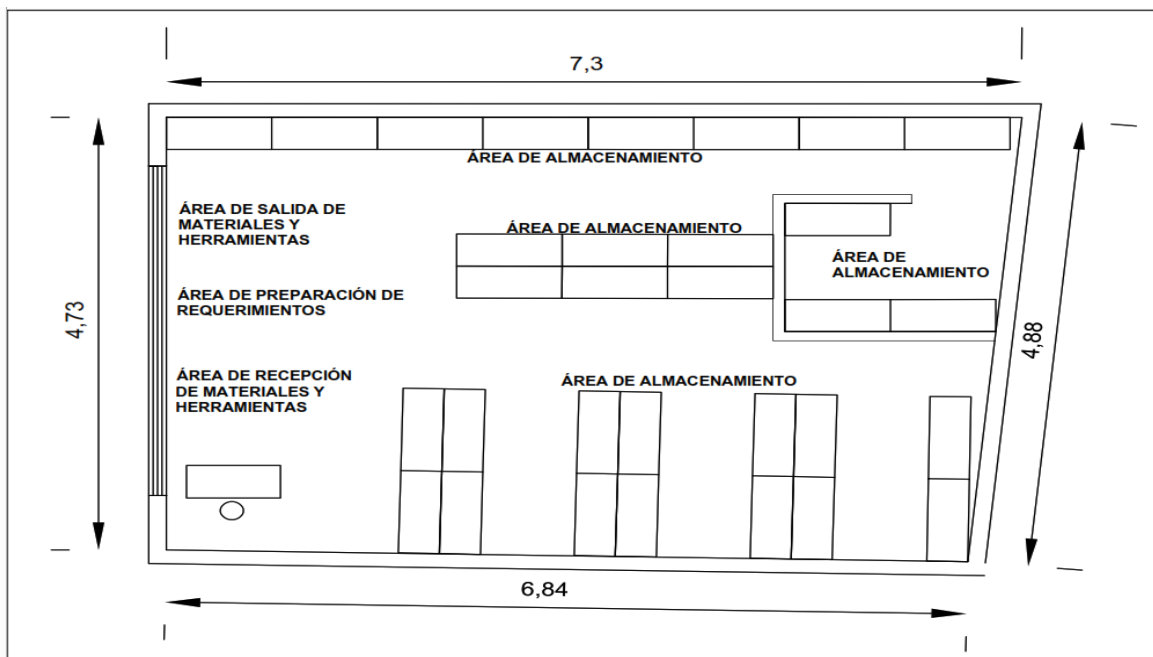 7,3
ÁREA DE ALMACENAMIENTO
ÁREA DE SALIDA DE
MATERIALES Y
HERRAMIENTAS
ÁREA DE ALMACENAMIENTO
ÁREA DE
ALMACENAMIENTO
ÁREA DE PREPARACIÓN DE
REQUERIMIENTOS
4,73
4,88
ÁREA DE RECEPCIÓN
DE MATERIALES Y
HERRAMIENTAS
ÁREA DE ALMACENAMIENTO
6,84